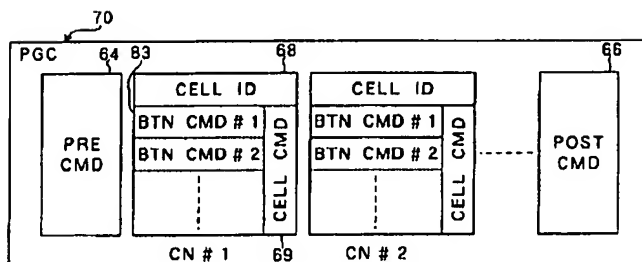 70
PGC
64
83
68
66
PRE
CMD
CELL ID
BTN CMD # 1
BTN CMD # 2
CELL CMD
CELL ID
BTN CMD # 1
BTN CMD # 2
CELL CMD
POST
CMD
CN # 1
69
CN # 2